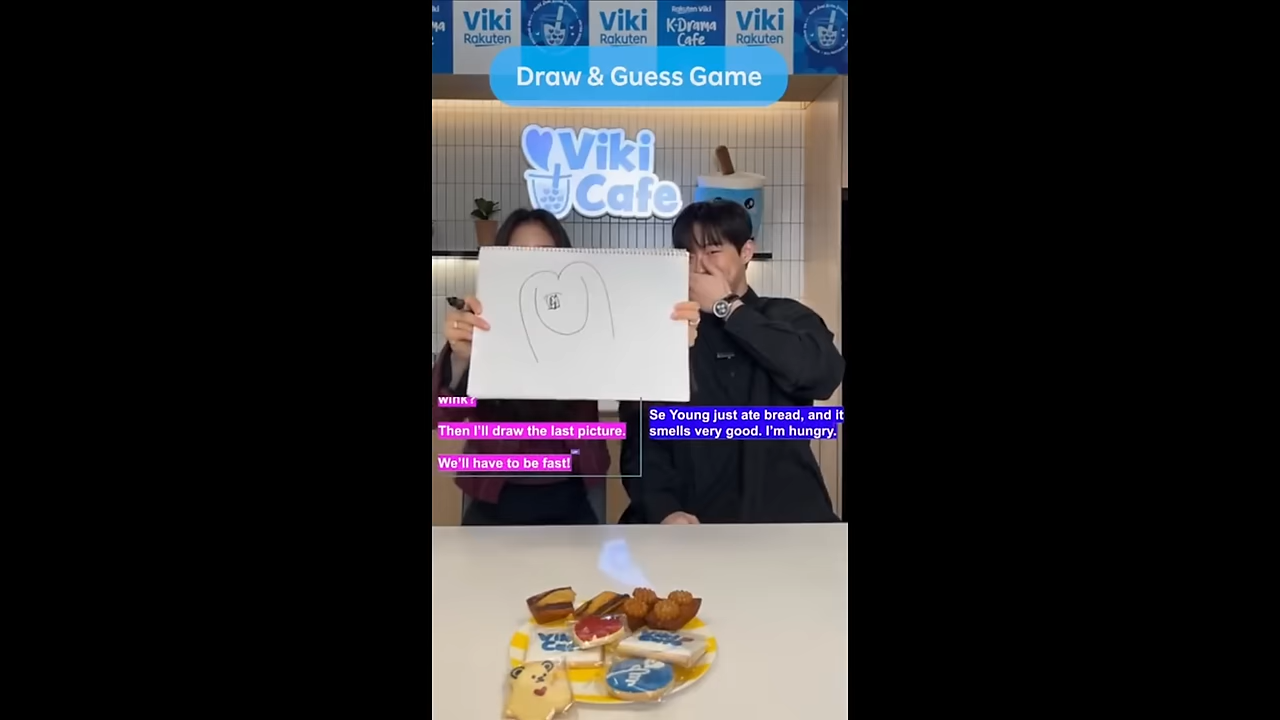 Viki
Rakuten
Viki
Rakuten
Rakuten Viki
K-Drama
Cafe
Viki
Rakuten
Draw & Guess Game
Viki
Cafe
wink?
Then I'll draw the last picture.
We'll have to be fast!
Se Young just ate bread, and it
smells very good. I'm hungry.
Viki
Cafe